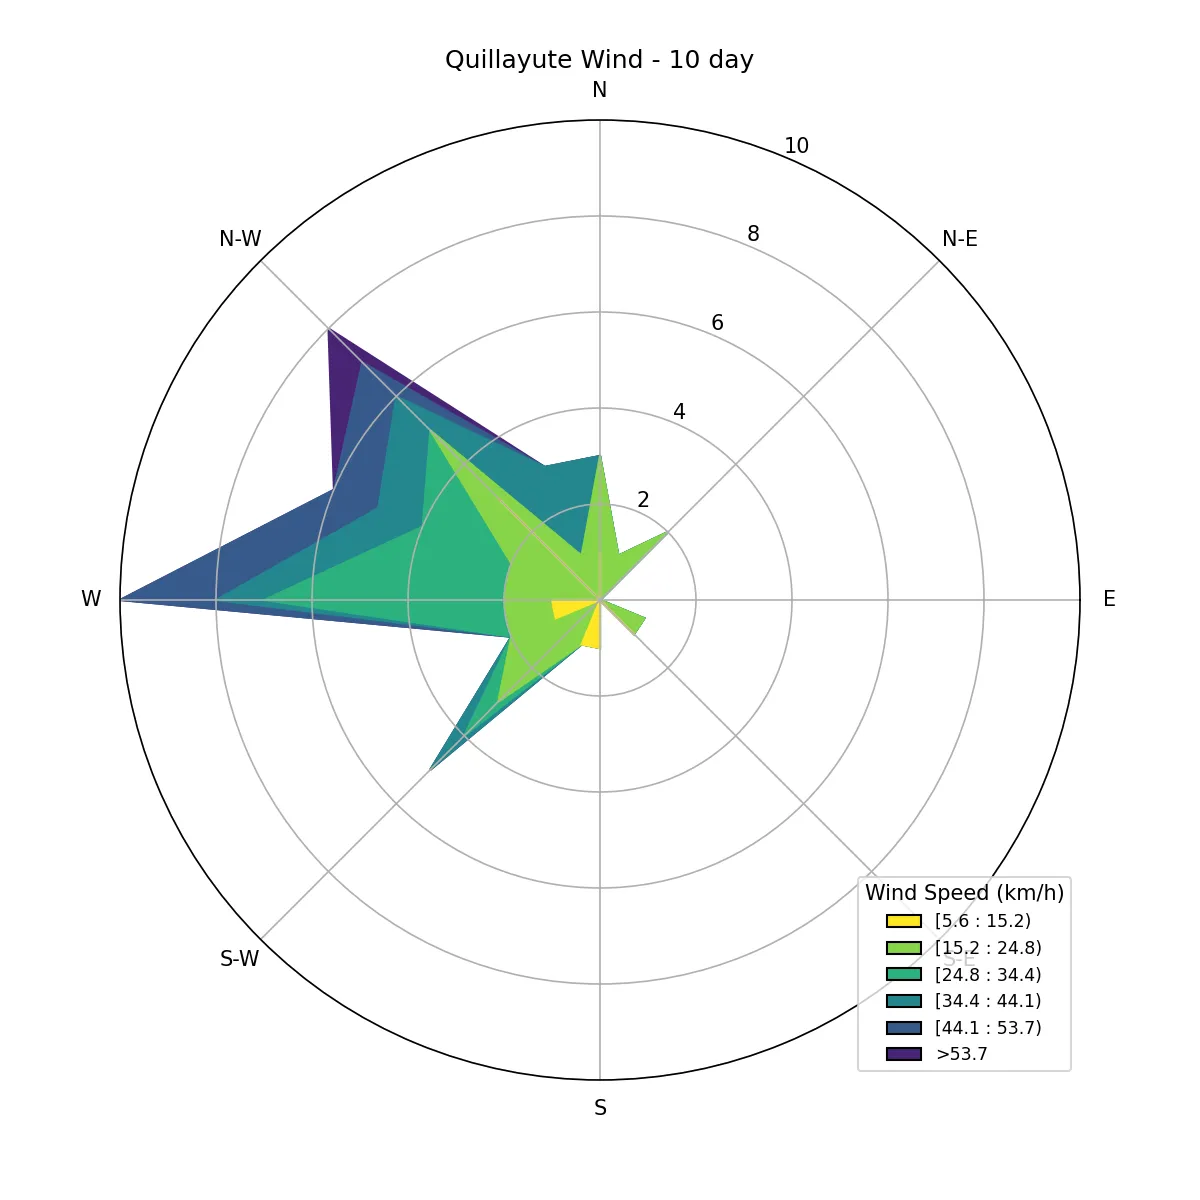 Quillayute Wind - 10 day
N
10
N-W
8
N-E
6
4
2
W
E
Wind Speed (km/h)
[5.6 : 15.2)
[15.2 : 24.8)
S-W
S-E
[24.8 : 34.4)
[34.4 : 44.1)
[44.1 : 53.7)
>53.7
S